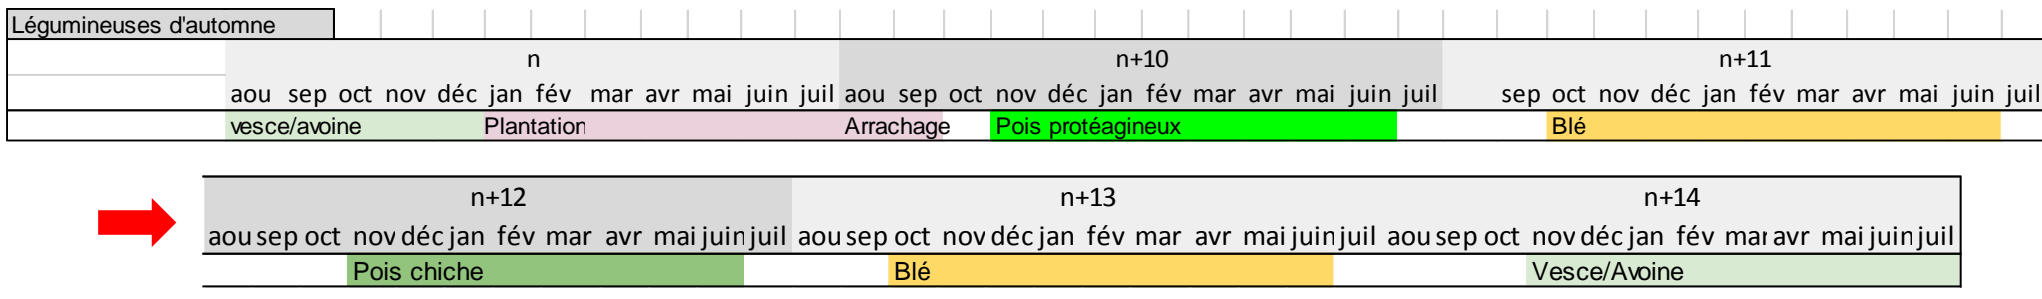 Légumineuses d'automne
n n+10 n+11
aou sep oct nov déc jan fév mar avr mai juin juil aou sep oct nov déc jan fév mar avr mai juin juil sep oct nov déc jan fév mar avr mai juin juil
vesce/avoine Plantation Arrachage Pois protéagineux Blé
n+12 n+13 n+14
aou sep oct nov déc jan fév mar avr mai juin juil aou sep oct nov déc jan fév mar avr mai juin juil aou sep oct nov déc jan fév mar avr mai juin juil
Pois chiche Blé Vesce/Avoine